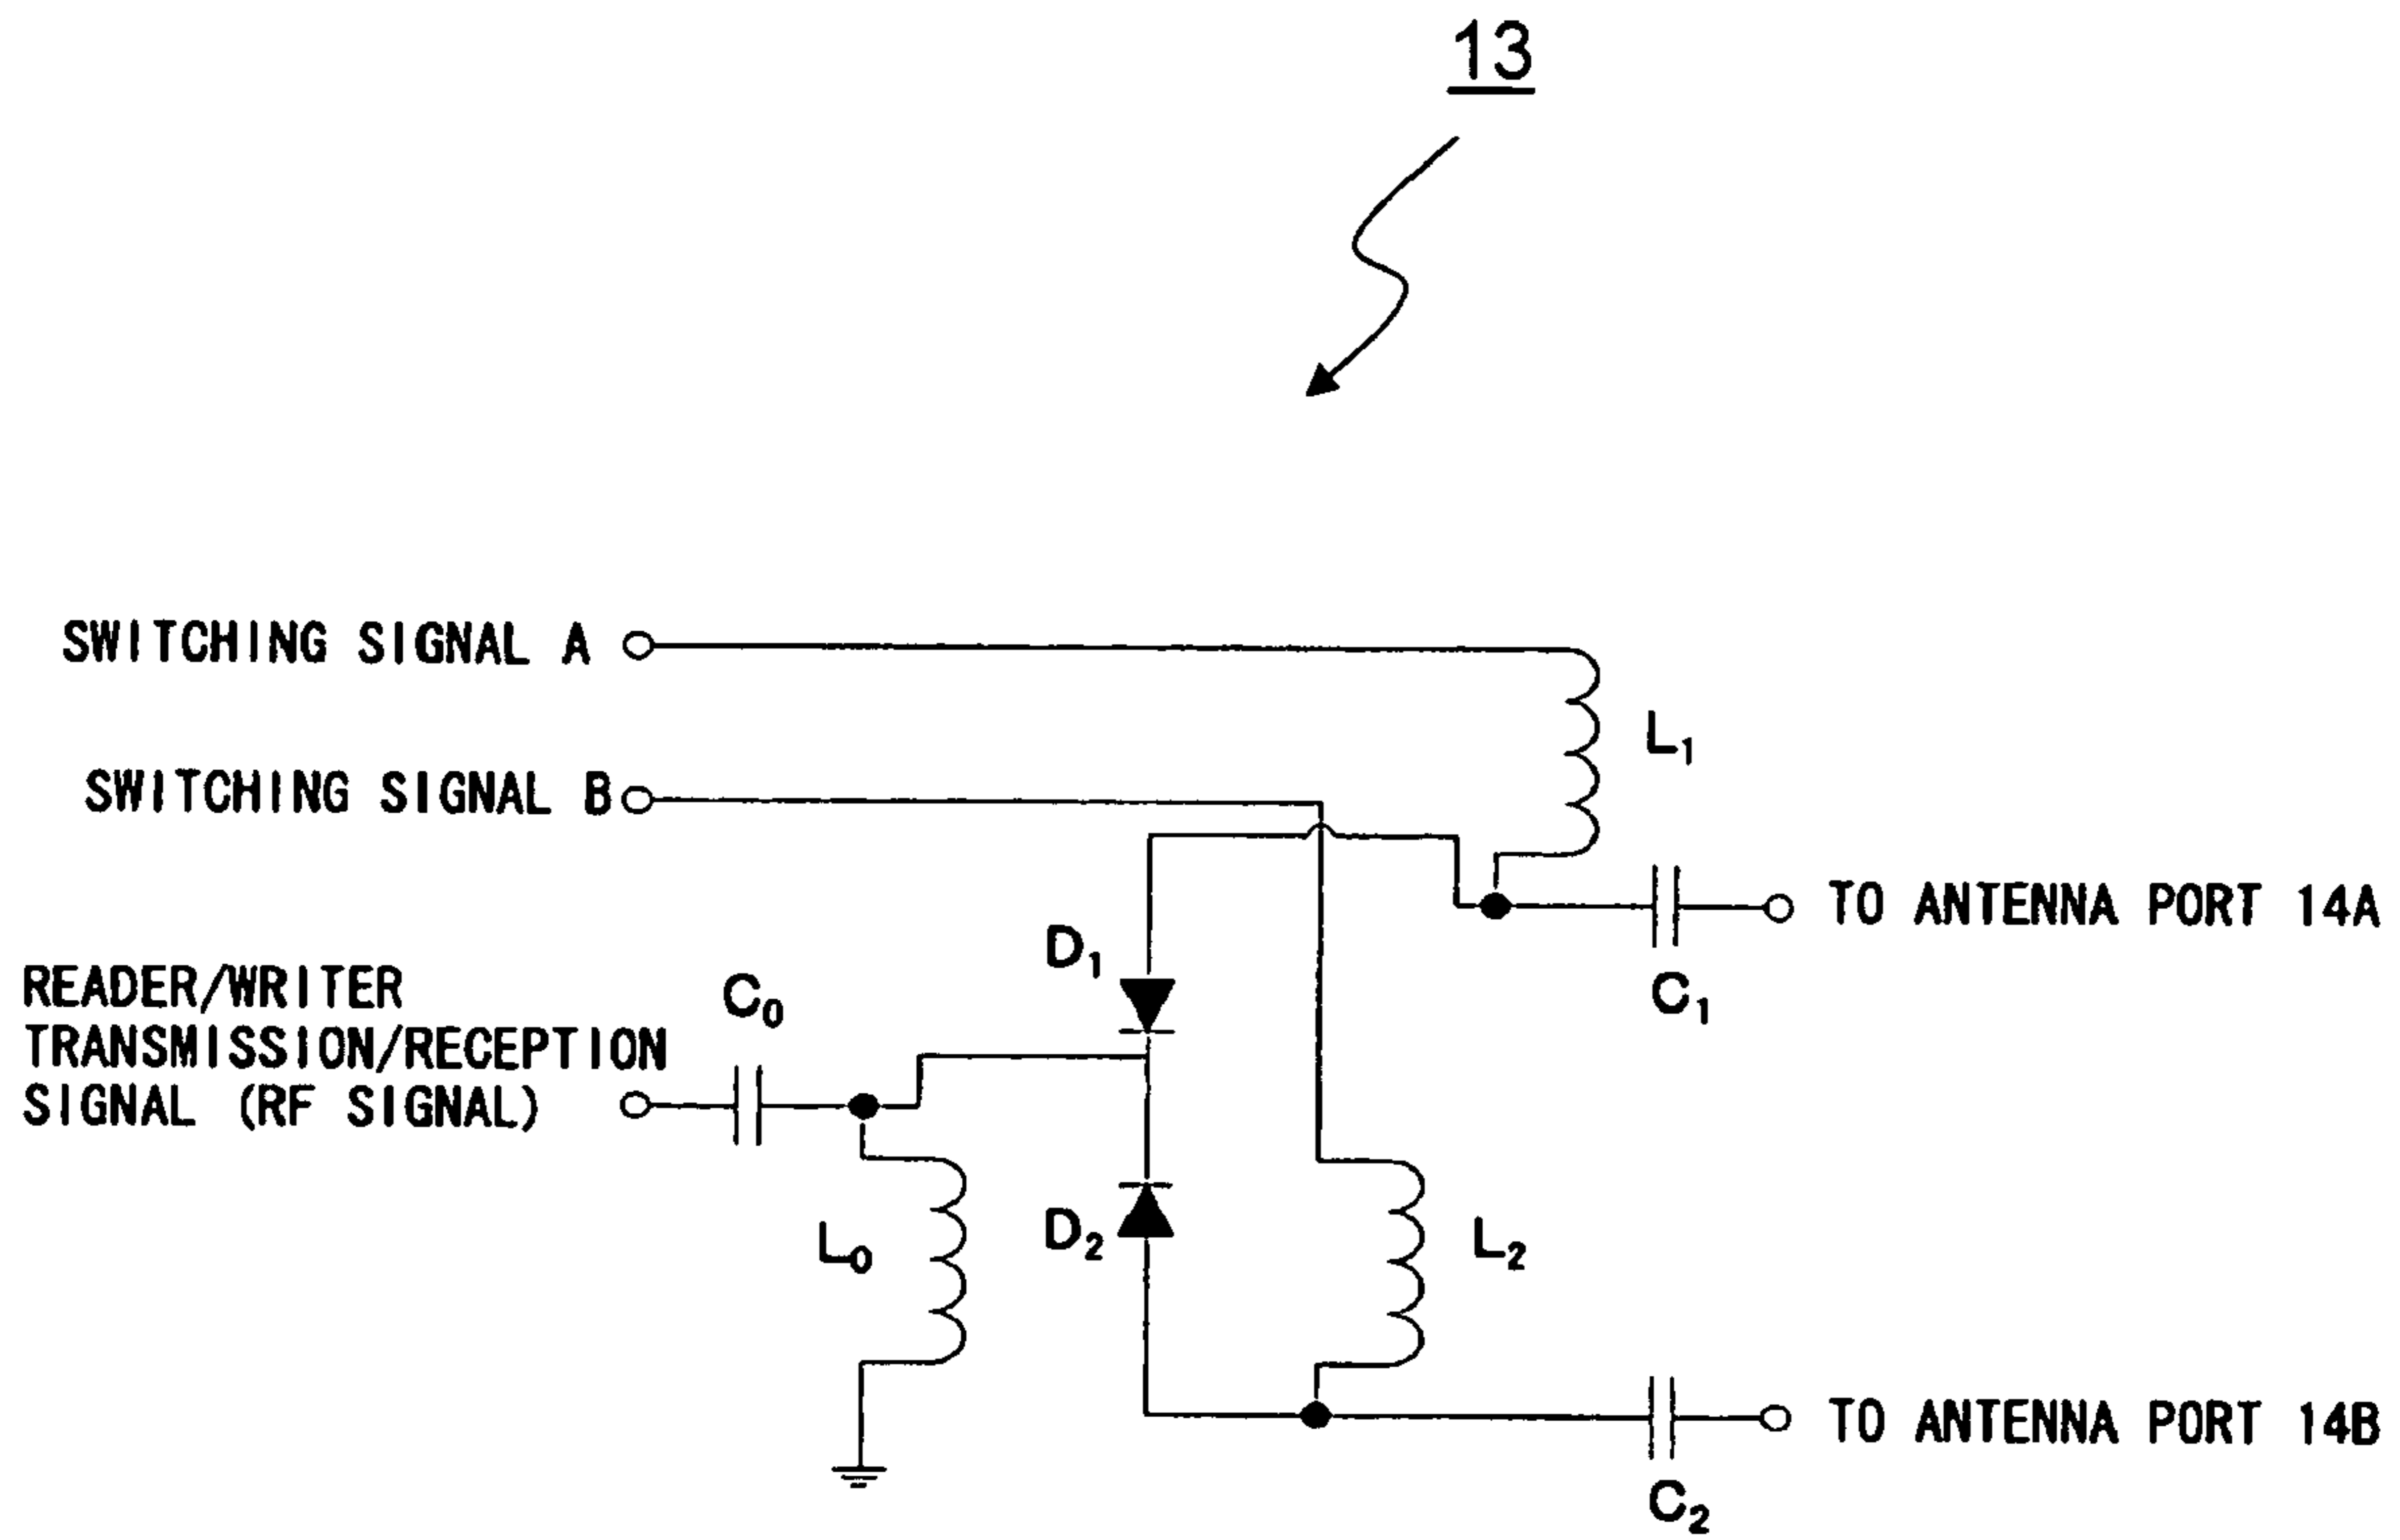 13
SWITCHING SIGNAL A
L1
SWITCHING SIGNAL B
TO ANTENNA PORT 14A
D1
C1
READER/WRITER
TRANSMISSION/RECEPTION
SIGNAL (RF SIGNAL)
C0
L0
D2
L2
TO ANTENNA PORT 14B
C2